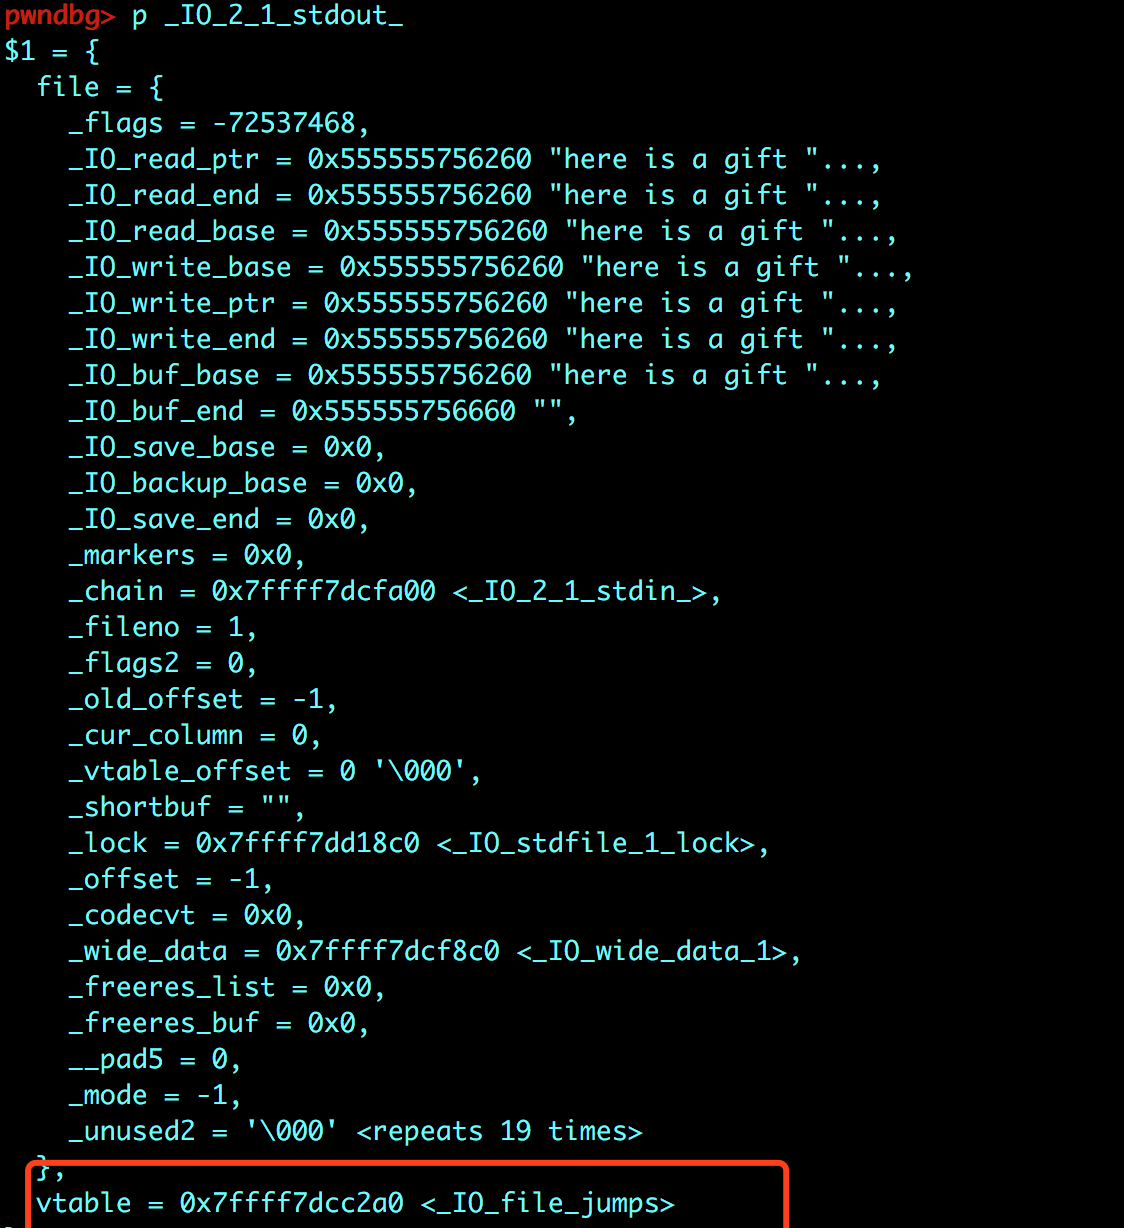 pwndbg> p _IO_2_1_stdout_
$1 = {
  file = {
    _flags = -72537468,
    _IO_read_ptr = 0x555555756260 "here is a gift "...,
    _IO_read_end = 0x555555756260 "here is a gift "...,
    _IO_read_base = 0x555555756260 "here is a gift "...,
    _IO_write_base = 0x555555756260 "here is a gift "...,
    _IO_write_ptr = 0x555555756260 "here is a gift "...,
    _IO_write_end = 0x555555756260 "here is a gift "...,
    _IO_buf_base = 0x555555756260 "here is a gift "...,
    _IO_buf_end = 0x555555756660 "",
    _IO_save_base = 0x0,
    _IO_backup_base = 0x0,
    _IO_save_end = 0x0,
    _markers = 0x0,
    _chain = 0x7ffff7dcfa00 <_IO_2_1_stdin_>,
    _fileno = 1,
    _flags2 = 0,
    _old_offset = -1,
    _cur_column = 0,
    _vtable_offset = 0 '\000',
    _shortbuf = "",
    _lock = 0x7ffff7dd18c0 <_IO_stdfile_1_lock>,
    _offset = -1,
    _codecvt = 0x0,
    _wide_data = 0x7ffff7dcf8c0 <_IO_wide_data_1>,
    _freeres_list = 0x0,
    _freeres_buf = 0x0,
    __pad5 = 0,
    _mode = -1,
    _unused2 = '\000' <repeats 19 times>
  },
  vtable = 0x7ffff7dcc2a0 <_IO_file_jumps>